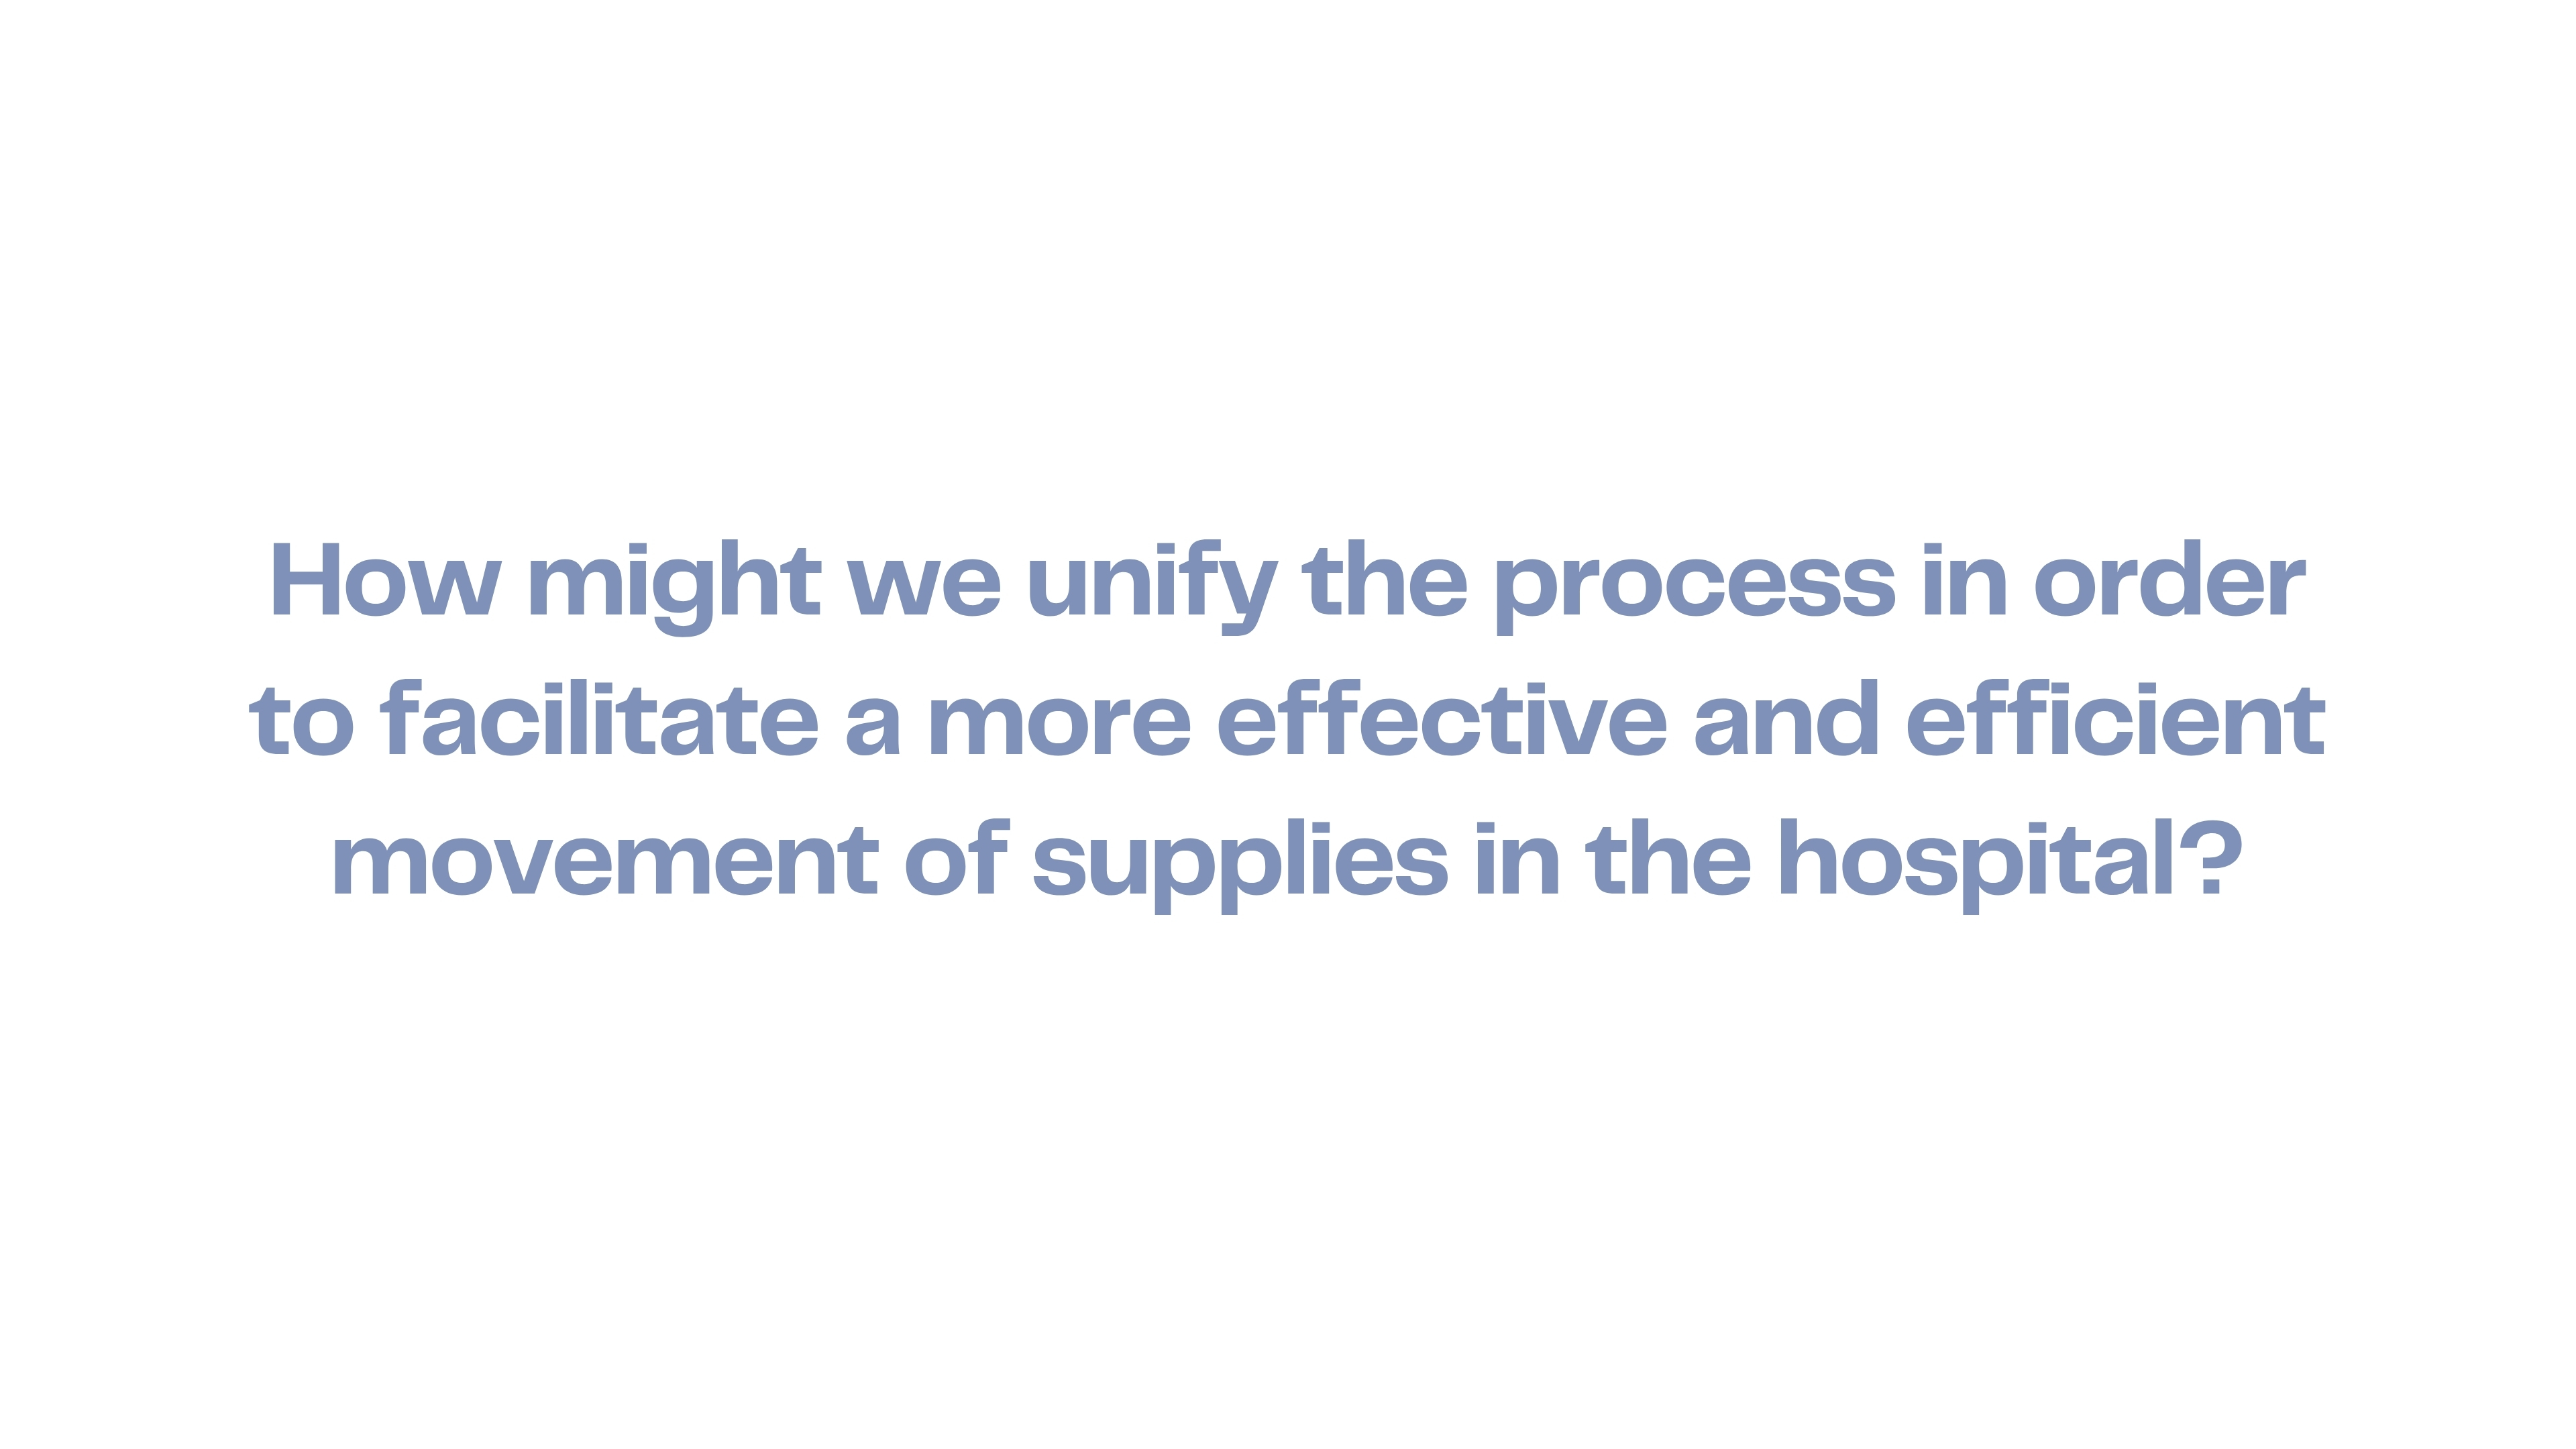 How might we unify the process in order
to facilitate a more effective and efficient
movement of supplies in the hospital?